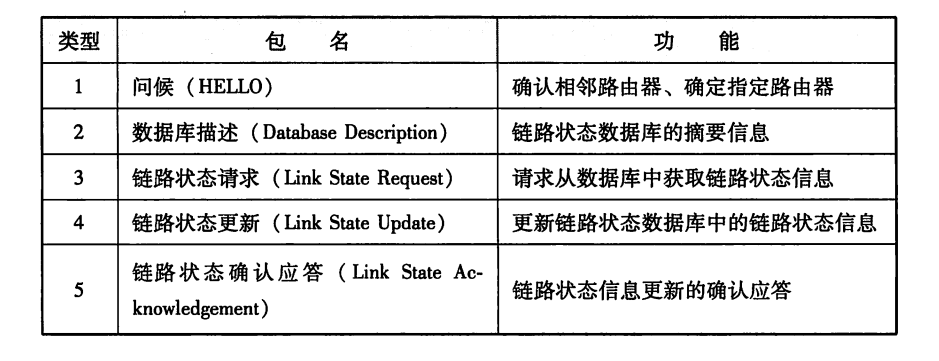 类型 包 名 功 能
1 问候（HELLO） 确认相邻路由器、确定指定路由器
2 数据库描述（Database Description） 链路状态数据库的摘要信息
3 链路状态请求（Link State Request） 请求从数据库中获取链路状态信息
4 链路状态更新（Link State Update） 更新链路状态数据库中的链路状态信息
5 链路状态确认应答（Link State Ac-
knowledgement） 链路状态信息更新的确认应答